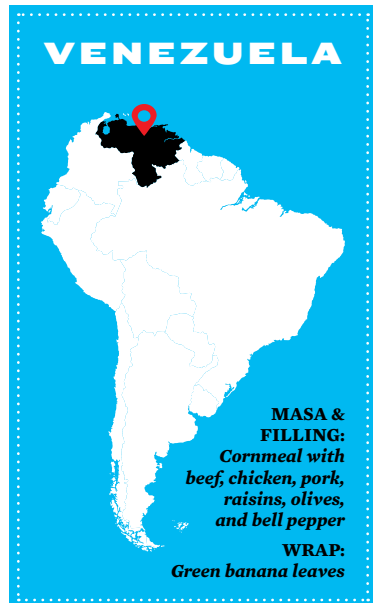 VENEZUELA
MASA &
FILLING:
Cornmeal with
beef, chicken, pork,
raisins, olives,
and bell pepper
WRAP:
Green banana leaves